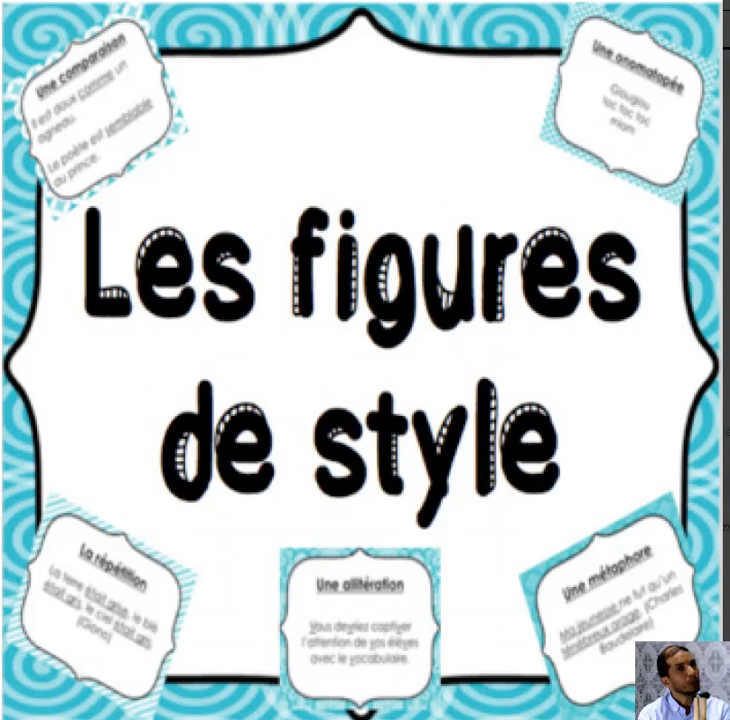 Une comparaison
Il est doux comme un
agneau.
Le poète est semblable
au prince.
Une onomatopée
Glouglou
toc toc toc
miam
Les figures
de style
La répétition
La terre était grise, le blé
était gris, le ciel était gris.
(Giono)
Une allitération
Vous devriez captiver
l'attention de vos élèves
avec le vocabulaire.
Une métaphore
Ma jeunesse ne fut qu'un
ténébreux orage. (Charles
Baudelaire)